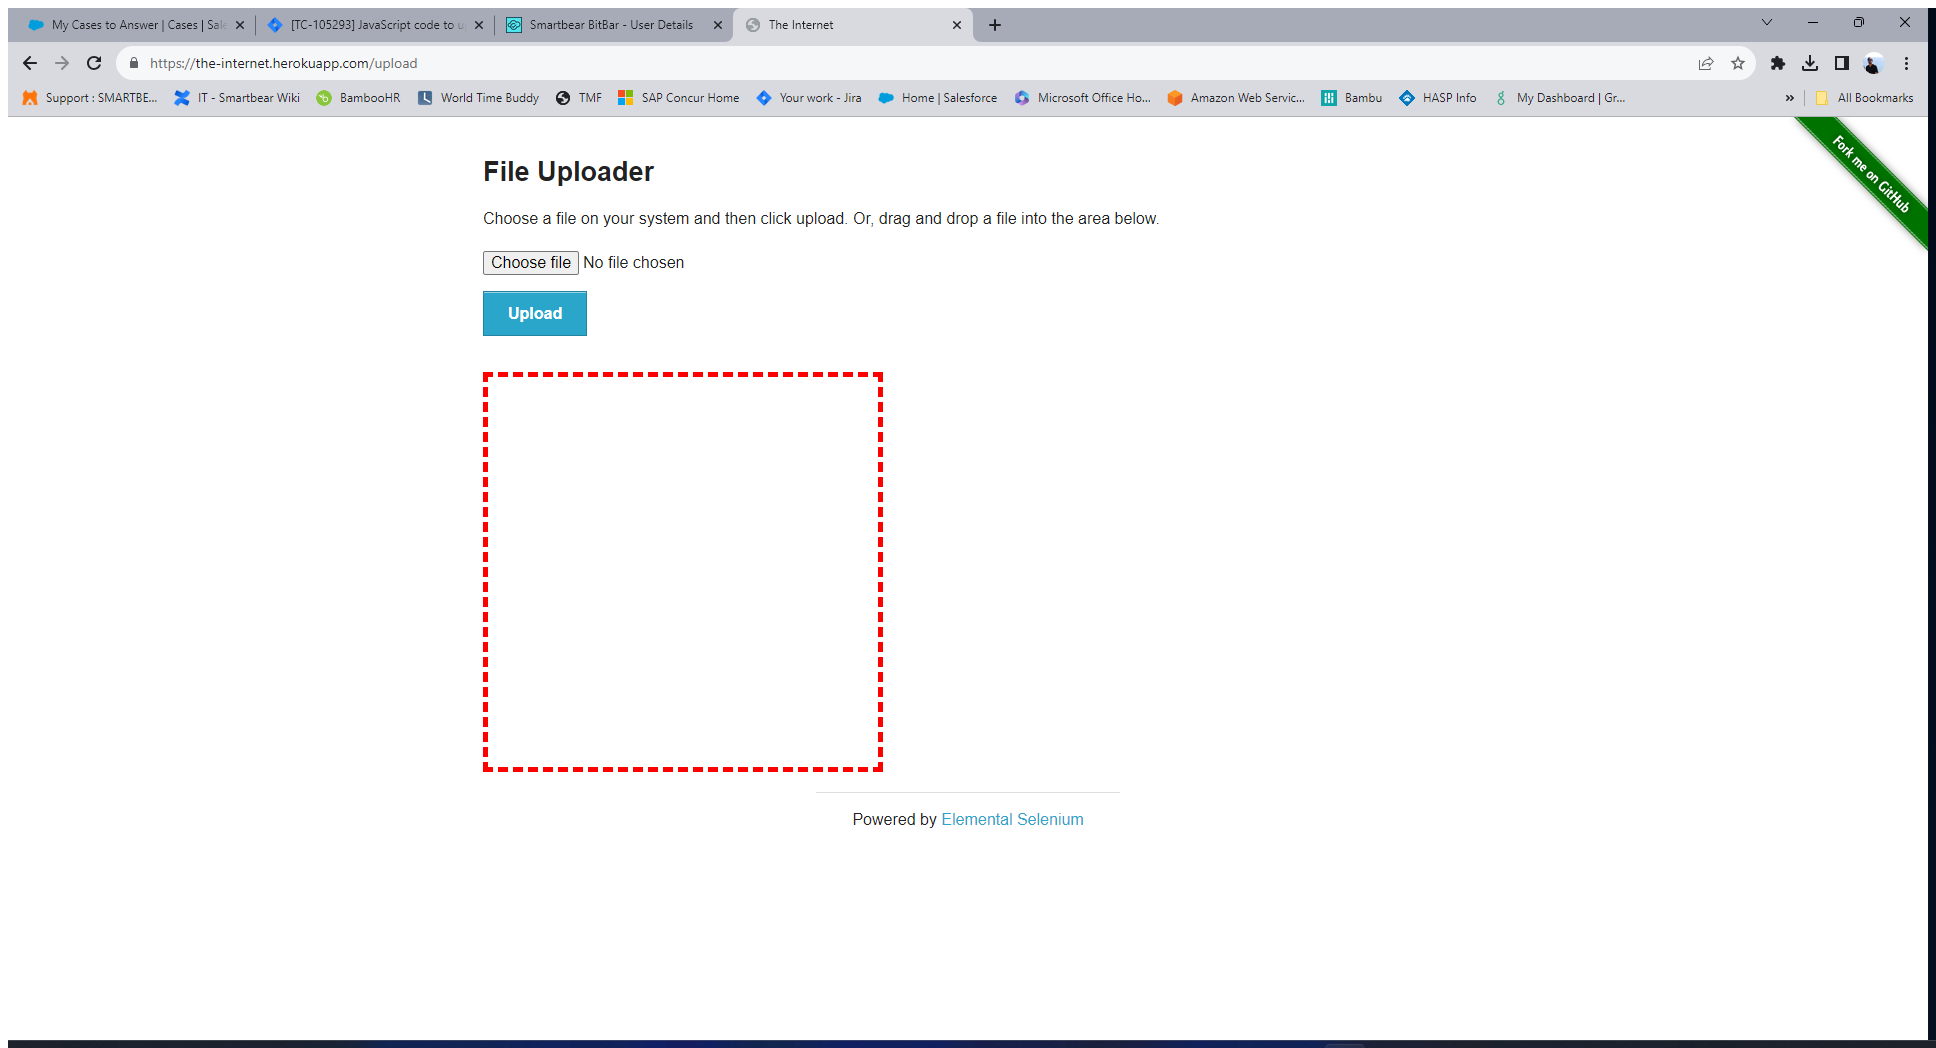 My Cases to Answer | Cases | Sale
[TC-105293] JavaScript code to u
Smartbear BitBar - User Details
The Internet
https://the-internet.herokuapp.com/upload
Support : SMARTBE...
IT - Smartbear Wiki
BambooHR
World Time Buddy
TMF
SAP Concur Home
Your work - Jira
Home | Salesforce
Microsoft Office Ho...
Amazon Web Servic...
Bambu
HASP Info
My Dashboard | Gr...
»
All Bookmarks
Fork me on GitHub
File Uploader
Choose a file on your system and then click upload. Or, drag and drop a file into the area below.
Choose file No file chosen
Upload
Powered by Elemental Selenium